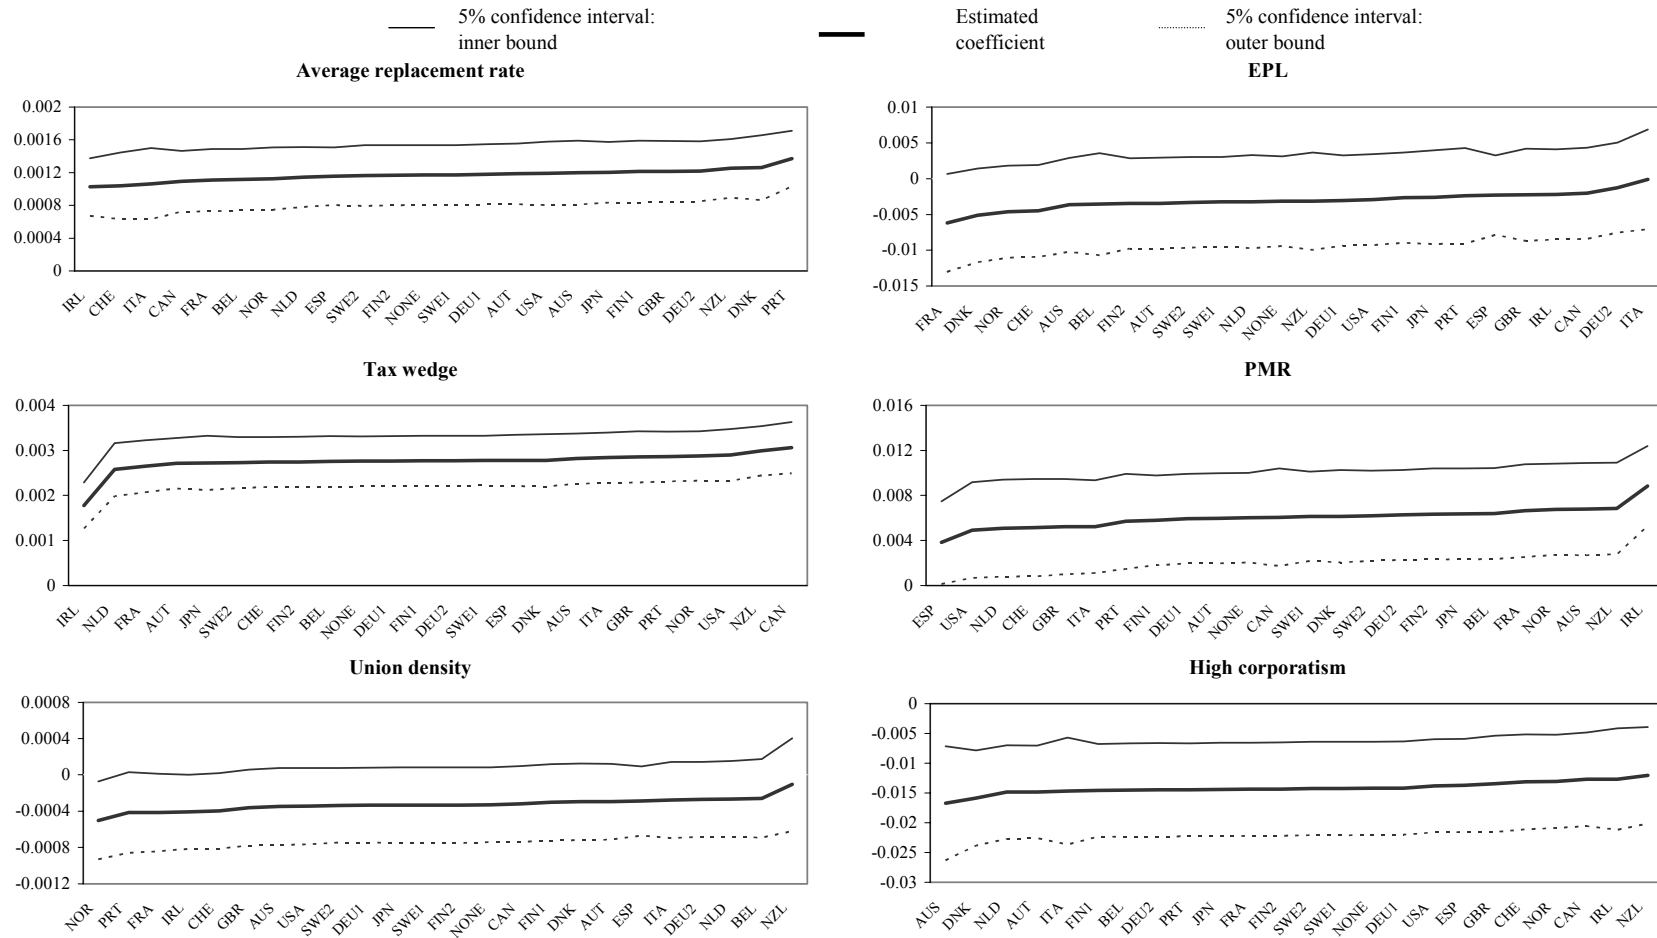 5% confidence interval:
inner bound
Estimated
coefficient
5% confidence interval:
outer bound
Average replacement rate
0.002
0.0016
0.0012
0.0008
0.0004
0
IRL CHE ITA CAN FRA BEL NOR NLD ESP SWE2 FIN2 NONE SWE1 DEU1 AUT USA AUS JPN FIN1 GBR DEU2 NZL DNK PRT
EPL
0.01
0.005
0
-0.005
-0.01
-0.015
FRA DNK NOR CHE AUS BEL FIN2 AUT SWE2 SWE1 NLD NONE NZL DEU1 USA FIN1 JPN PRT ESP GBR IRL CAN DEU2 ITA
Tax wedge
0.004
0.003
0.002
0.001
0
IRL NLD FRA AUT JPN SWE2 CHE FIN2 BEL NONE DEU1 FIN1 DEU2 SWE1 ESP DNK AUS ITA GBR PRT NOR USA NZL CAN
PMR
0.016
0.012
0.008
0.004
0
ESP USA NLD CHE GBR ITA PRT FIN1 DEU1 AUT NONE CAN SWE1 DNK SWE2 DEU2 FIN2 JPN BEL FRA NOR AUS NZL IRL
Union density
0.0008
0.0004
0
-0.0004
-0.0008
-0.0012
NOR PRT FRA IRL CHE GBR AUS USA SWE2 DEU1 JPN SWE1 FIN2 NONE CAN FIN1 DNK AUT ESP ITA DEU2 NLD BEL NZL
High corporatism
0
-0.005
-0.01
-0.015
-0.02
-0.025
-0.03
AUS DNK NLD AUT ITA FIN1 BEL DEU2 PRT JPN FRA FIN2 SWE2 SWE1 NONE DEU1 USA ESP GBR CHE NOR CAN IRL NZL